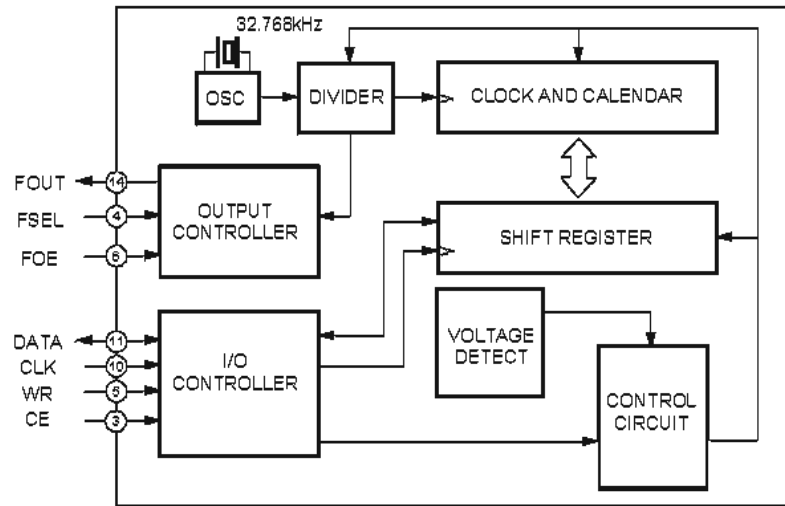 32.768kHz
OSC
DIVIDER
CLOCK AND CALENDAR
FOUT
14
FSEL
4
FOE
6
OUTPUT
CONTROLLER
SHIFT REGISTER
DATA
11
CLK
10
WR
5
CE
3
I/O
CONTROLLER
VOLTAGE
DETECT
CONTROL
CIRCUIT